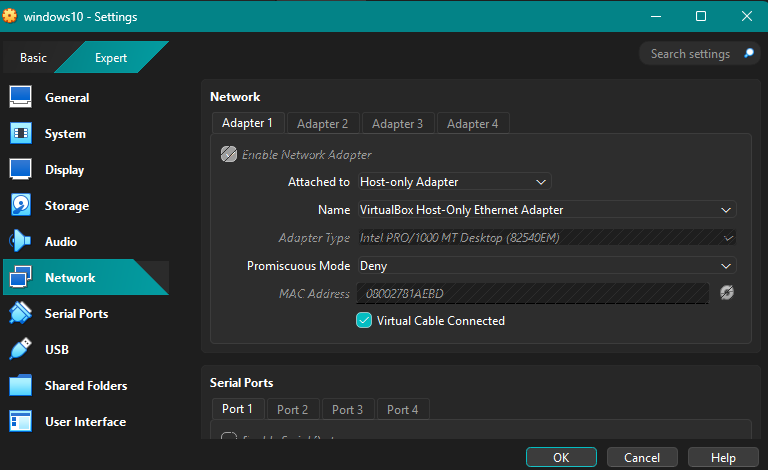 windows10 - Settings
Basic
Expert
Search settings
General
System
Display
Storage
Audio
Network
Serial Ports
USB
Shared Folders
User Interface
Network
Adapter 1
Adapter 2
Adapter 3
Adapter 4
Enable Network Adapter
Attached to
Host-only Adapter
Name
VirtualBox Host-Only Ethernet Adapter
Adapter Type
Intel PRO/1000 MT Desktop (82540EM)
Promiscuous Mode
Deny
MAC Address
08002781AEBD
Virtual Cable Connected
Serial Ports
Port 1
Port 2
Port 3
Port 4
OK
Cancel
Help